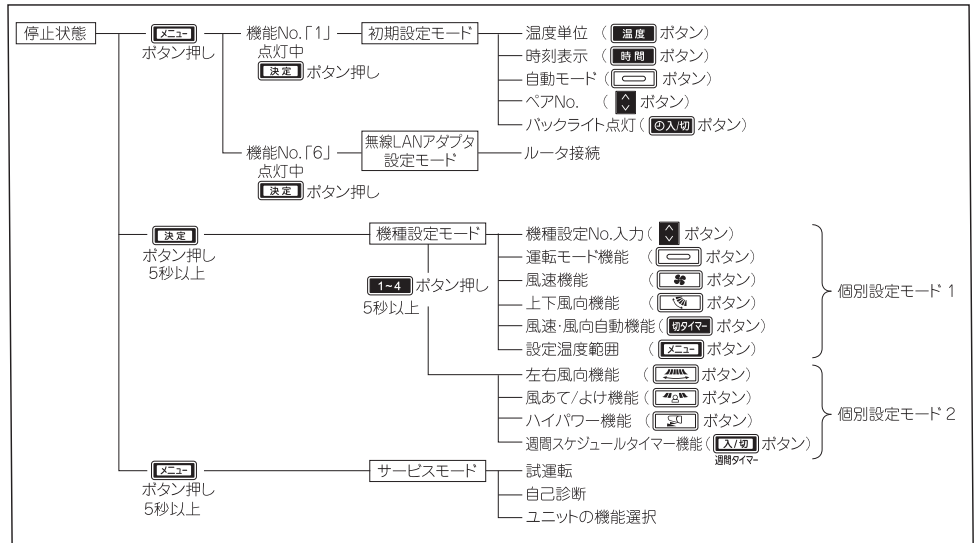 停止状態
メニュー
ボタン押し
機能No.「1」
点灯中
決定 ボタン押し
初期設定モード
温度単位 (温度 ボタン)
時刻表示 (時間 ボタン)
自動モード( ボタン)
ペアNo. ( ボタン)
バックライト点灯(入/切 ボタン)
機能No.「6」
点灯中
決定 ボタン押し
無線LANアダプタ
設定モード
ルータ接続
決定
ボタン押し
5秒以上
機種設定モード
1~4 ボタン押し
5秒以上
機種設定No.入力( ボタン)
運転モード機能 ( ボタン)
風速機能 ( ボタン)
上下風向機能 ( ボタン)
風速・風向自動機能(切タイマー ボタン)
設定温度範囲 (メニュー ボタン)
個別設定モード1
左右風向機能 ( ボタン)
風あて/よけ機能( ボタン)
ハイパワー機能 ( ボタン)
週間スケジュールタイマー機能(入/切 ボタン)
週間タイマー
個別設定モード2
メニュー
ボタン押し
5秒以上
サービスモード
試運転
自己診断
ユニットの機能選択